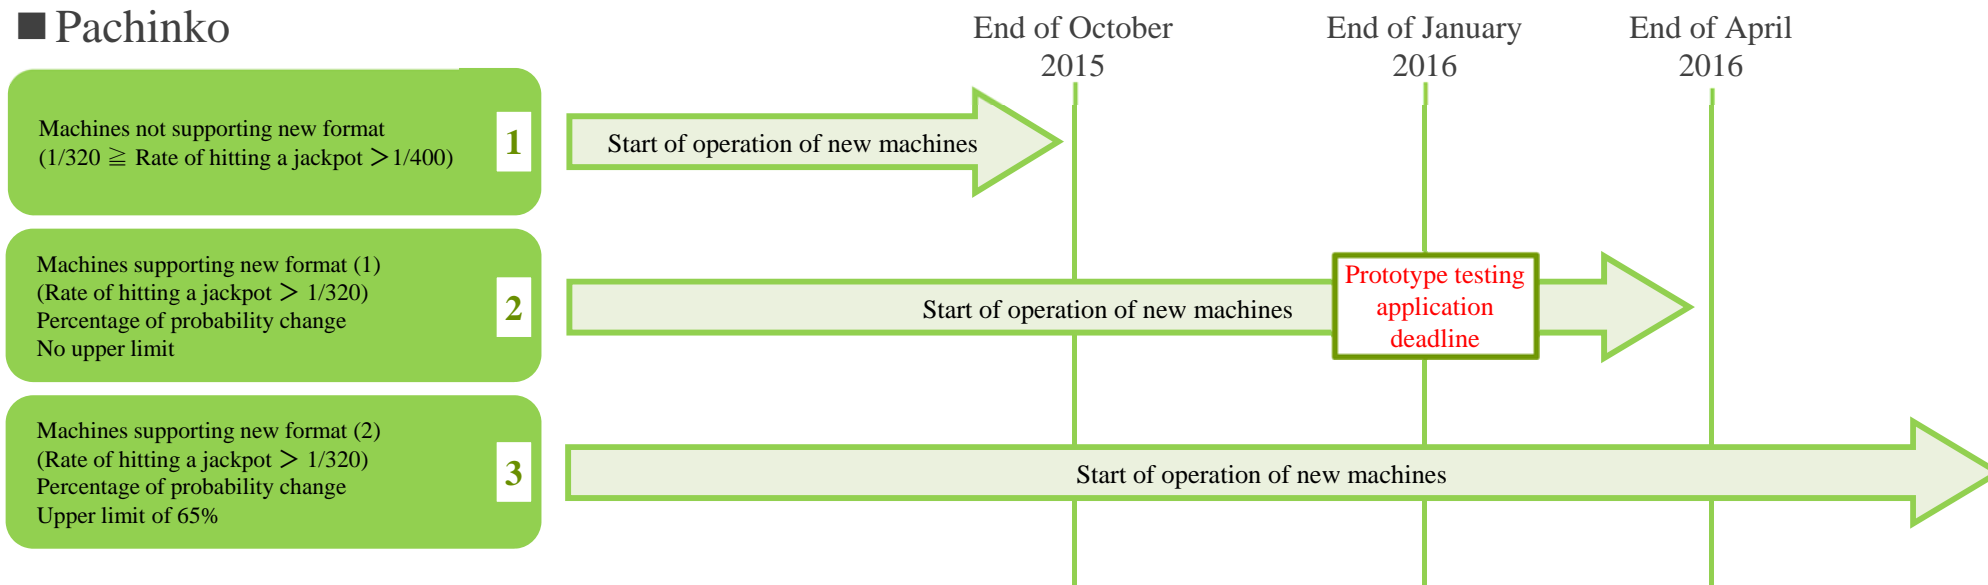 ■ Pachinko
End of October
2015
End of January
2016
End of April
2016
Machines not supporting new format
(1/320 ≧ Rate of hitting a jackpot >1/400)
1
Start of operation of new machines
Machines supporting new format (1)
(Rate of hitting a jackpot > 1/320)
Percentage of probability change
No upper limit
2
Start of operation of new machines
Prototype testing
application
deadline
Machines supporting new format (2)
(Rate of hitting a jackpot > 1/320)
Percentage of probability change
Upper limit of 65%
3
Start of operation of new machines